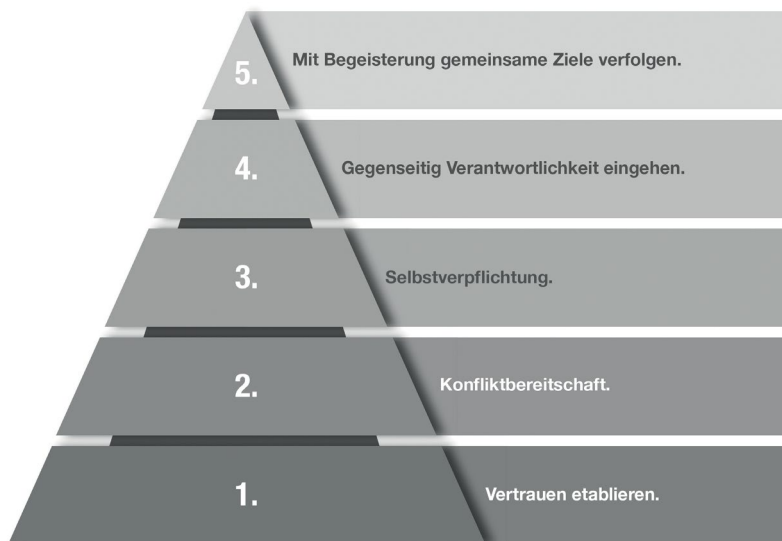 5. Mit Begeisterung gemeinsame Ziele verfolgen.
4. Gegenseitig Verantwortlichkeit eingehen.
3. Selbstverpflichtung.
2. Konfliktbereitschaft.
1. Vertrauen etablieren.